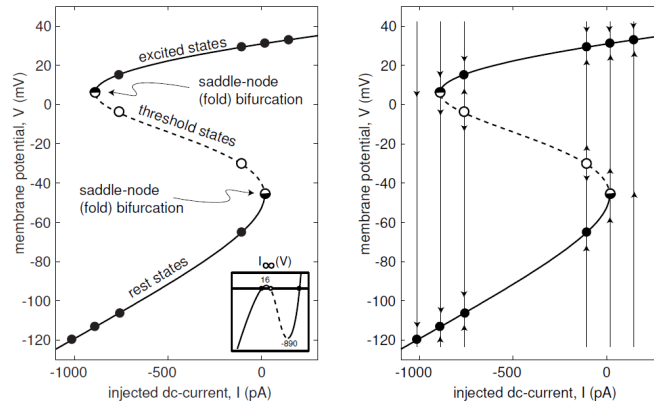 40
20
0
-20
-40
-60
-80
-100
-120
-1000
-500
0
membrane potential, V (mV)
injected dc-current, I (pA)
excited states
saddle-node
(fold) bifurcation
threshold states
saddle-node
(fold) bifurcation
rest states
I∞(V)
16
-890
40
20
0
-20
-40
-60
-80
-100
-120
-1000
-500
0
membrane potential, V (mV)
injected dc-current, I (pA)